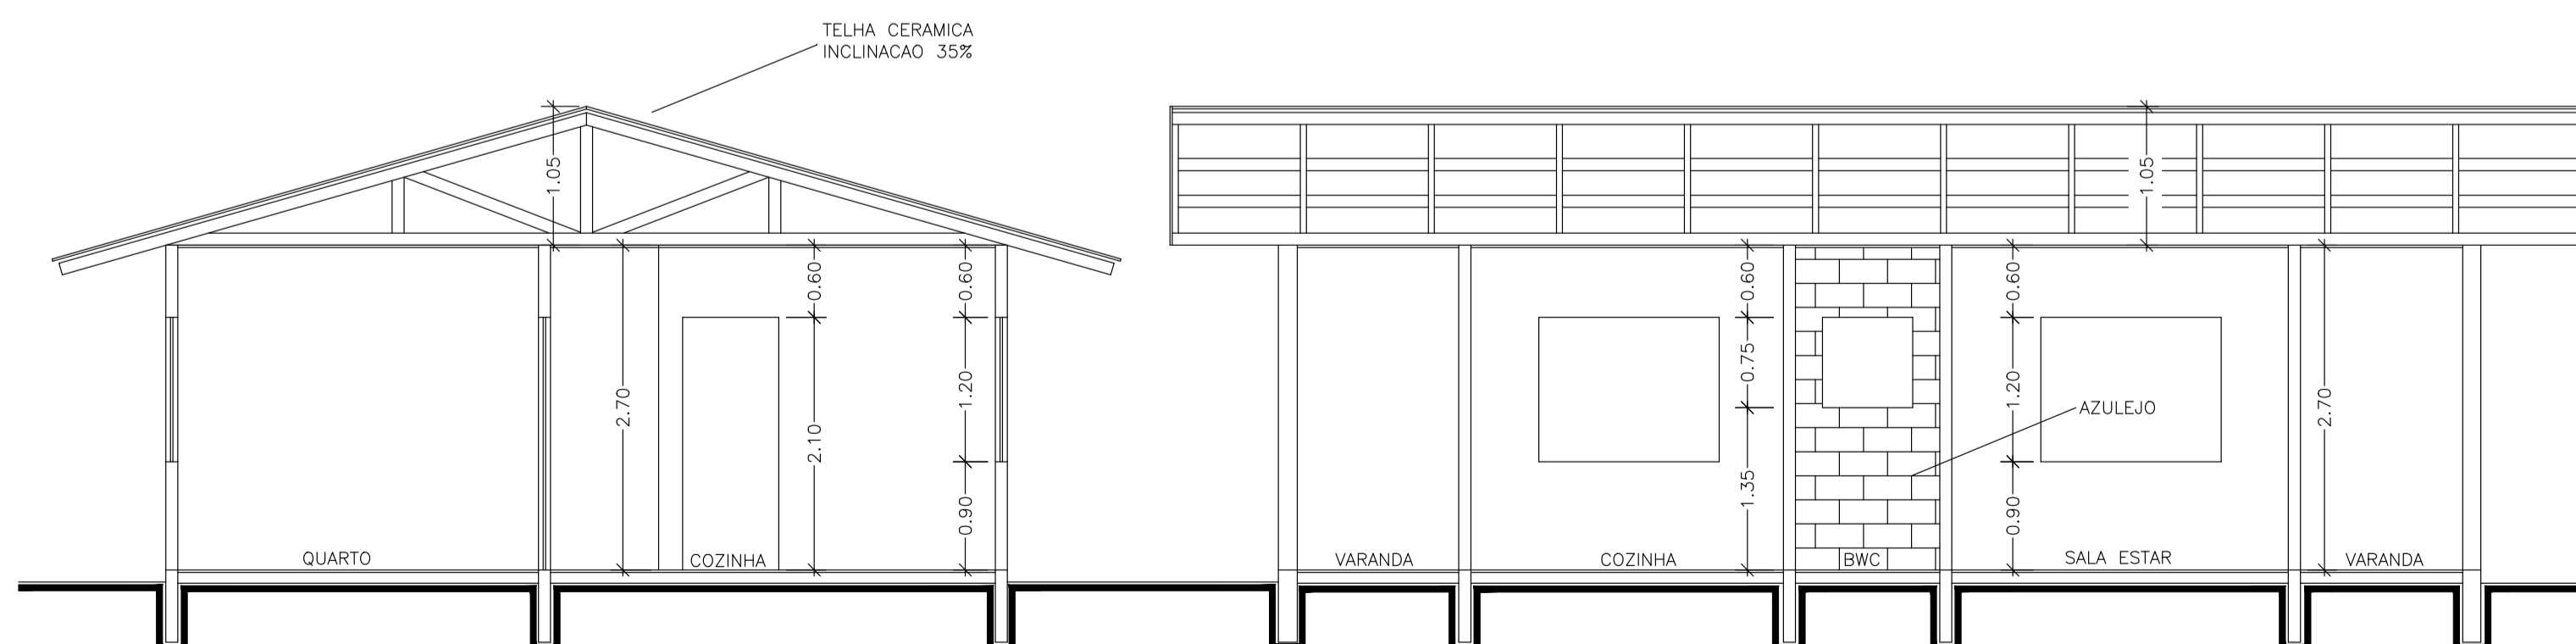 TELHA CERAMICA
INCLINACAO 35%
1.05
2.70
0.60
2.10
0.60
1.20
0.90
QUARTO
COZINHA
1.05
0.60
0.75
1.35
0.60
1.20
0.90
2.70
AZULEJO
VARANDA
COZINHA
BWC
SALA ESTAR
VARANDA